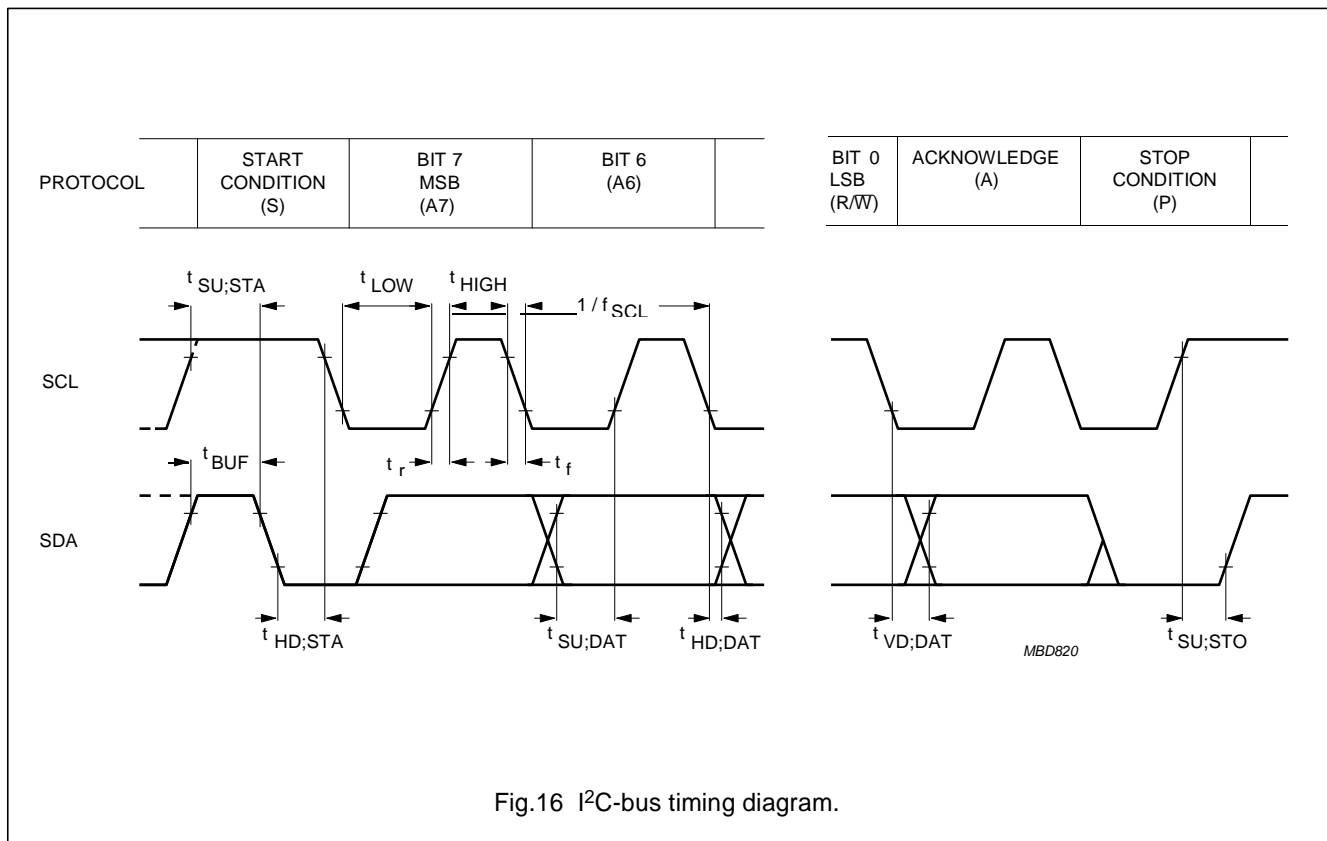 PROTOCOL
START
CONDITION
(S)
BIT 7
MSB
(A7)
BIT 6
(A6)
BIT 0
LSB
(R/W̅)
ACKNOWLEDGE
(A)
STOP
CONDITION
(P)
t SU;STA
t LOW
t HIGH
1 / f SCL
SCL
t BUF
t r
t f
SDA
t HD;STA
t SU;DAT
t HD;DAT
t VD;DAT
MBD820
t SU;STO
Fig.16 I²C-bus timing diagram.